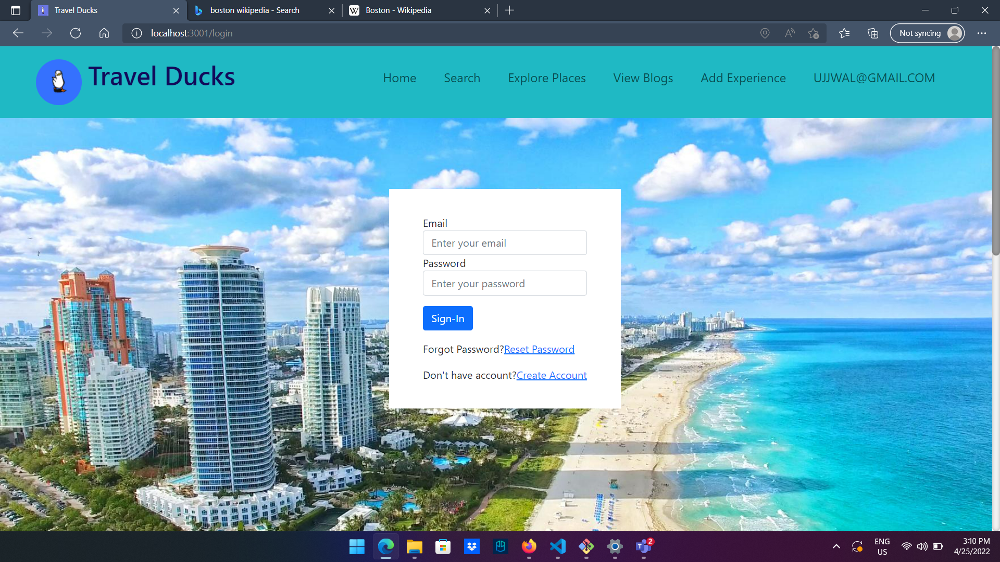 Travel Ducks
boston wikipedia - Search
W Boston - Wikipedia
localhost:3001/login
Not syncing
Travel Ducks
Home Search Explore Places View Blogs Add Experience UJJWAL@GMAIL.COM
Email
Enter your email
Password
Enter your password
Sign-In
Forgot Password?Reset Password
Don't have account?Create Account
2
ENG
US
3:10 PM
4/25/2022